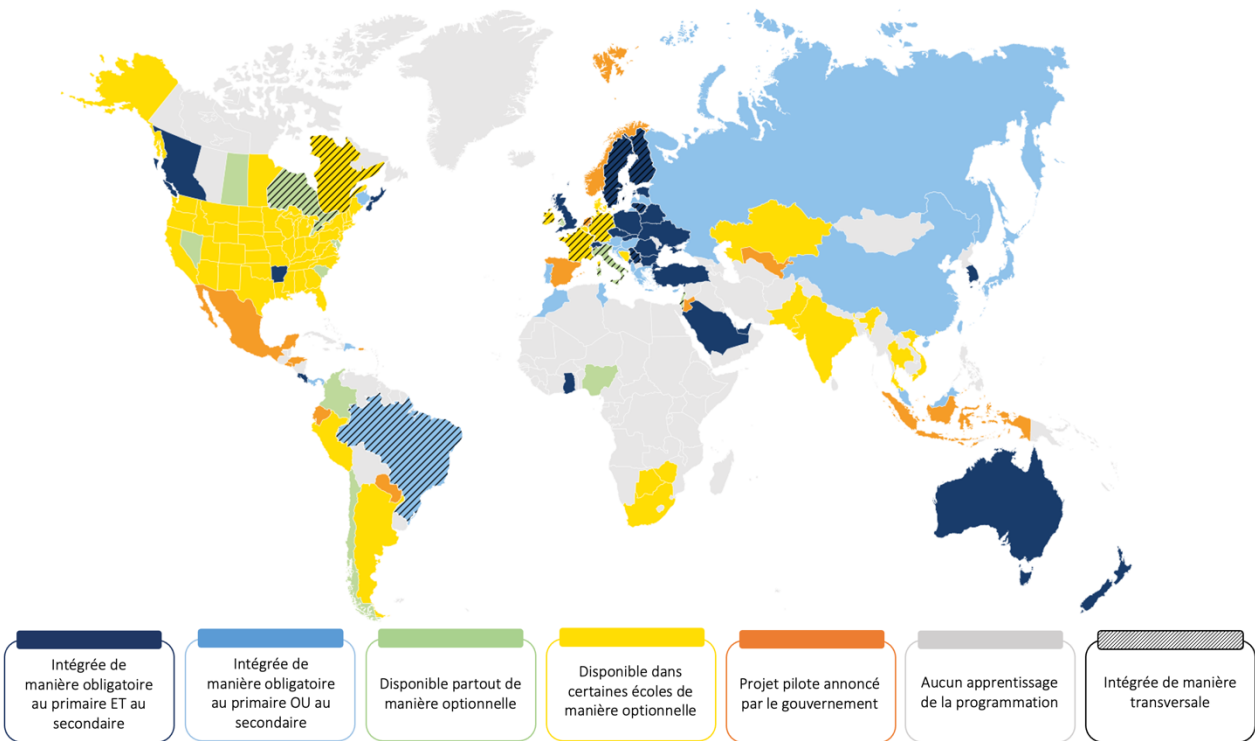 Intégrée de
manière obligatoire
au primaire ET au
secondaire
Intégrée de
manière obligatoire
au primaire OU au
secondaire
Disponible partout de
manière optionnelle
Disponible dans
certaines écoles de
manière optionnelle
Projet pilote annoncé
par le gouvernement
Aucun apprentissage
de la programmation
Intégrée de manière
transversale